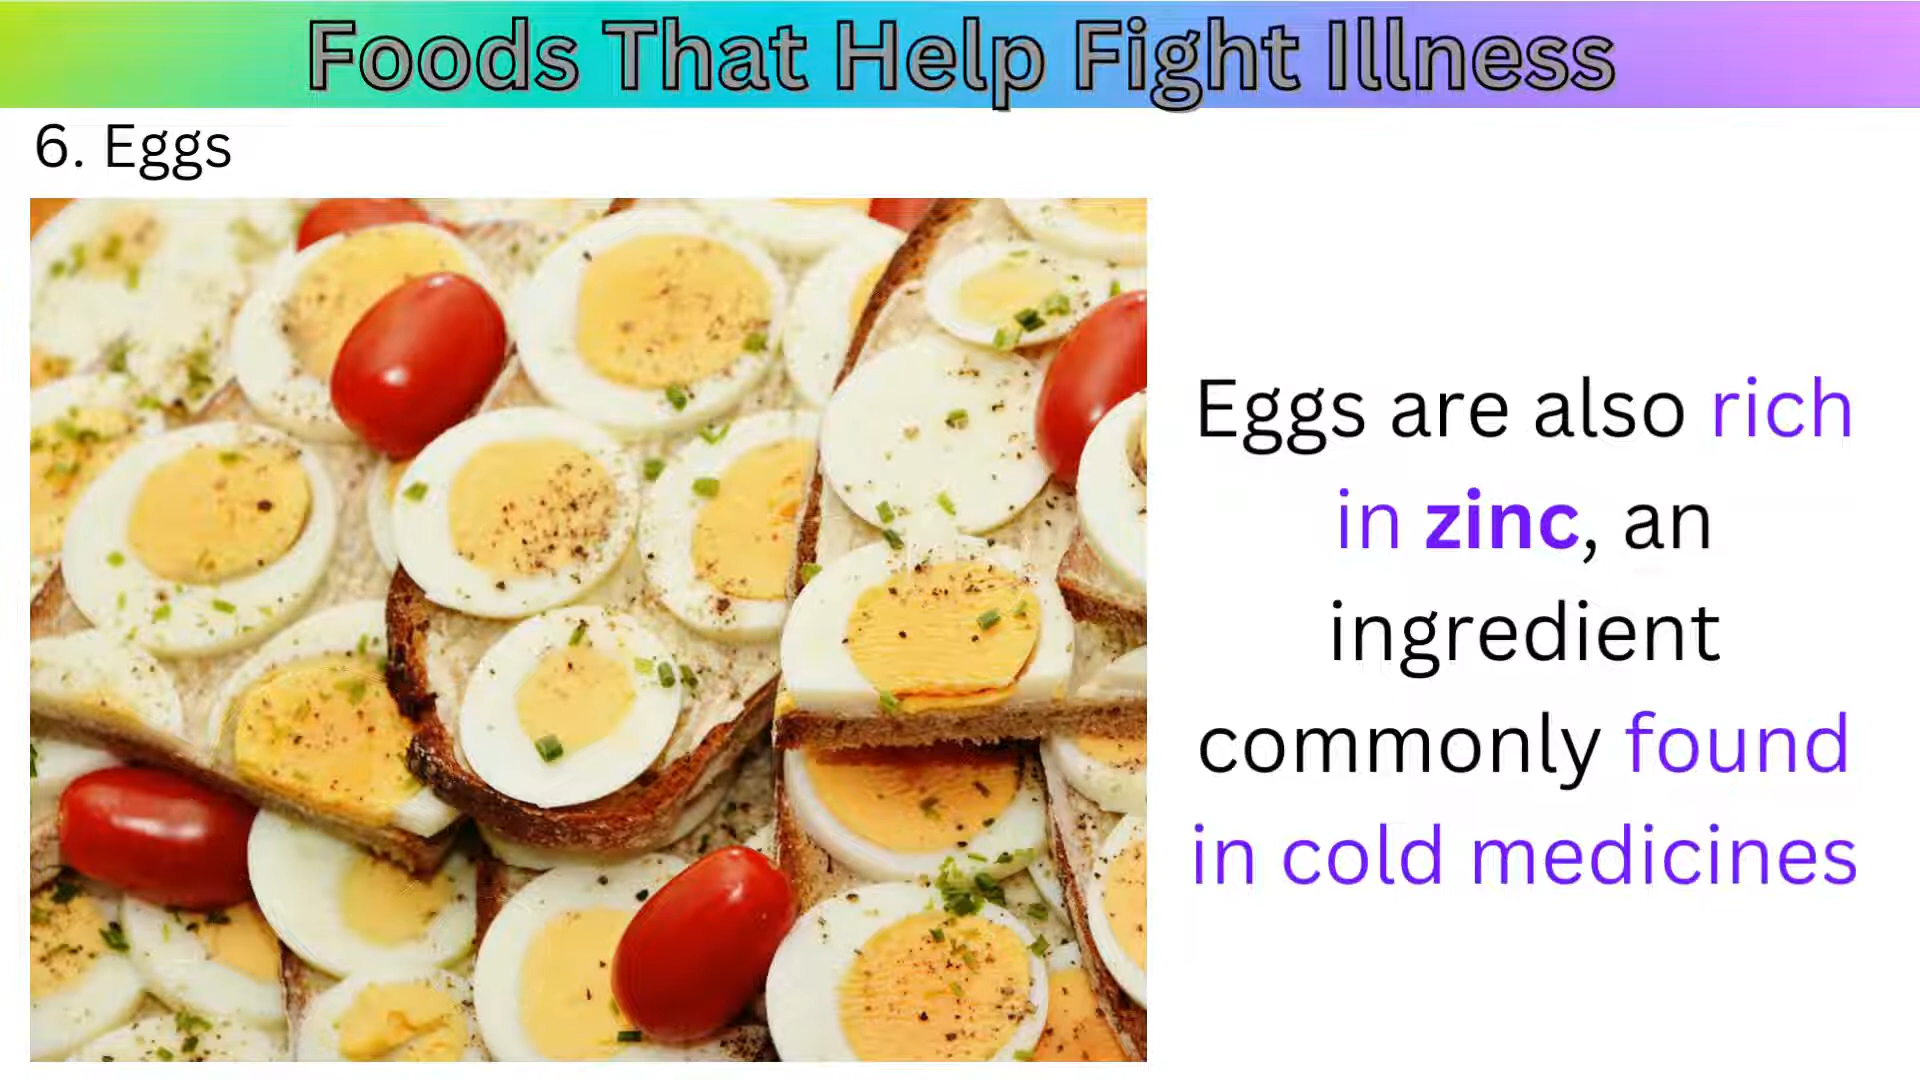 Foods That Help Fight Illness
6. Eggs
Eggs are also rich
in zinc, an
ingredient
commonly found
in cold medicines